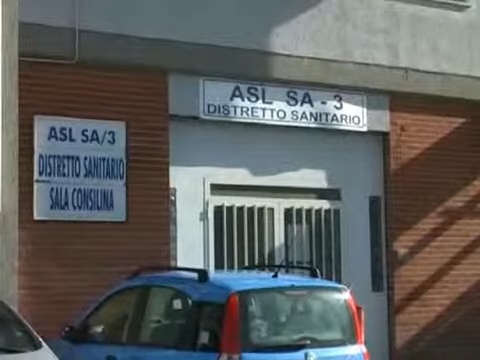 ASL SA/3
DISTRETTO SANITARIO
SALA CONSILINA
ASL SA - 3
DISTRETTO SANITARIO